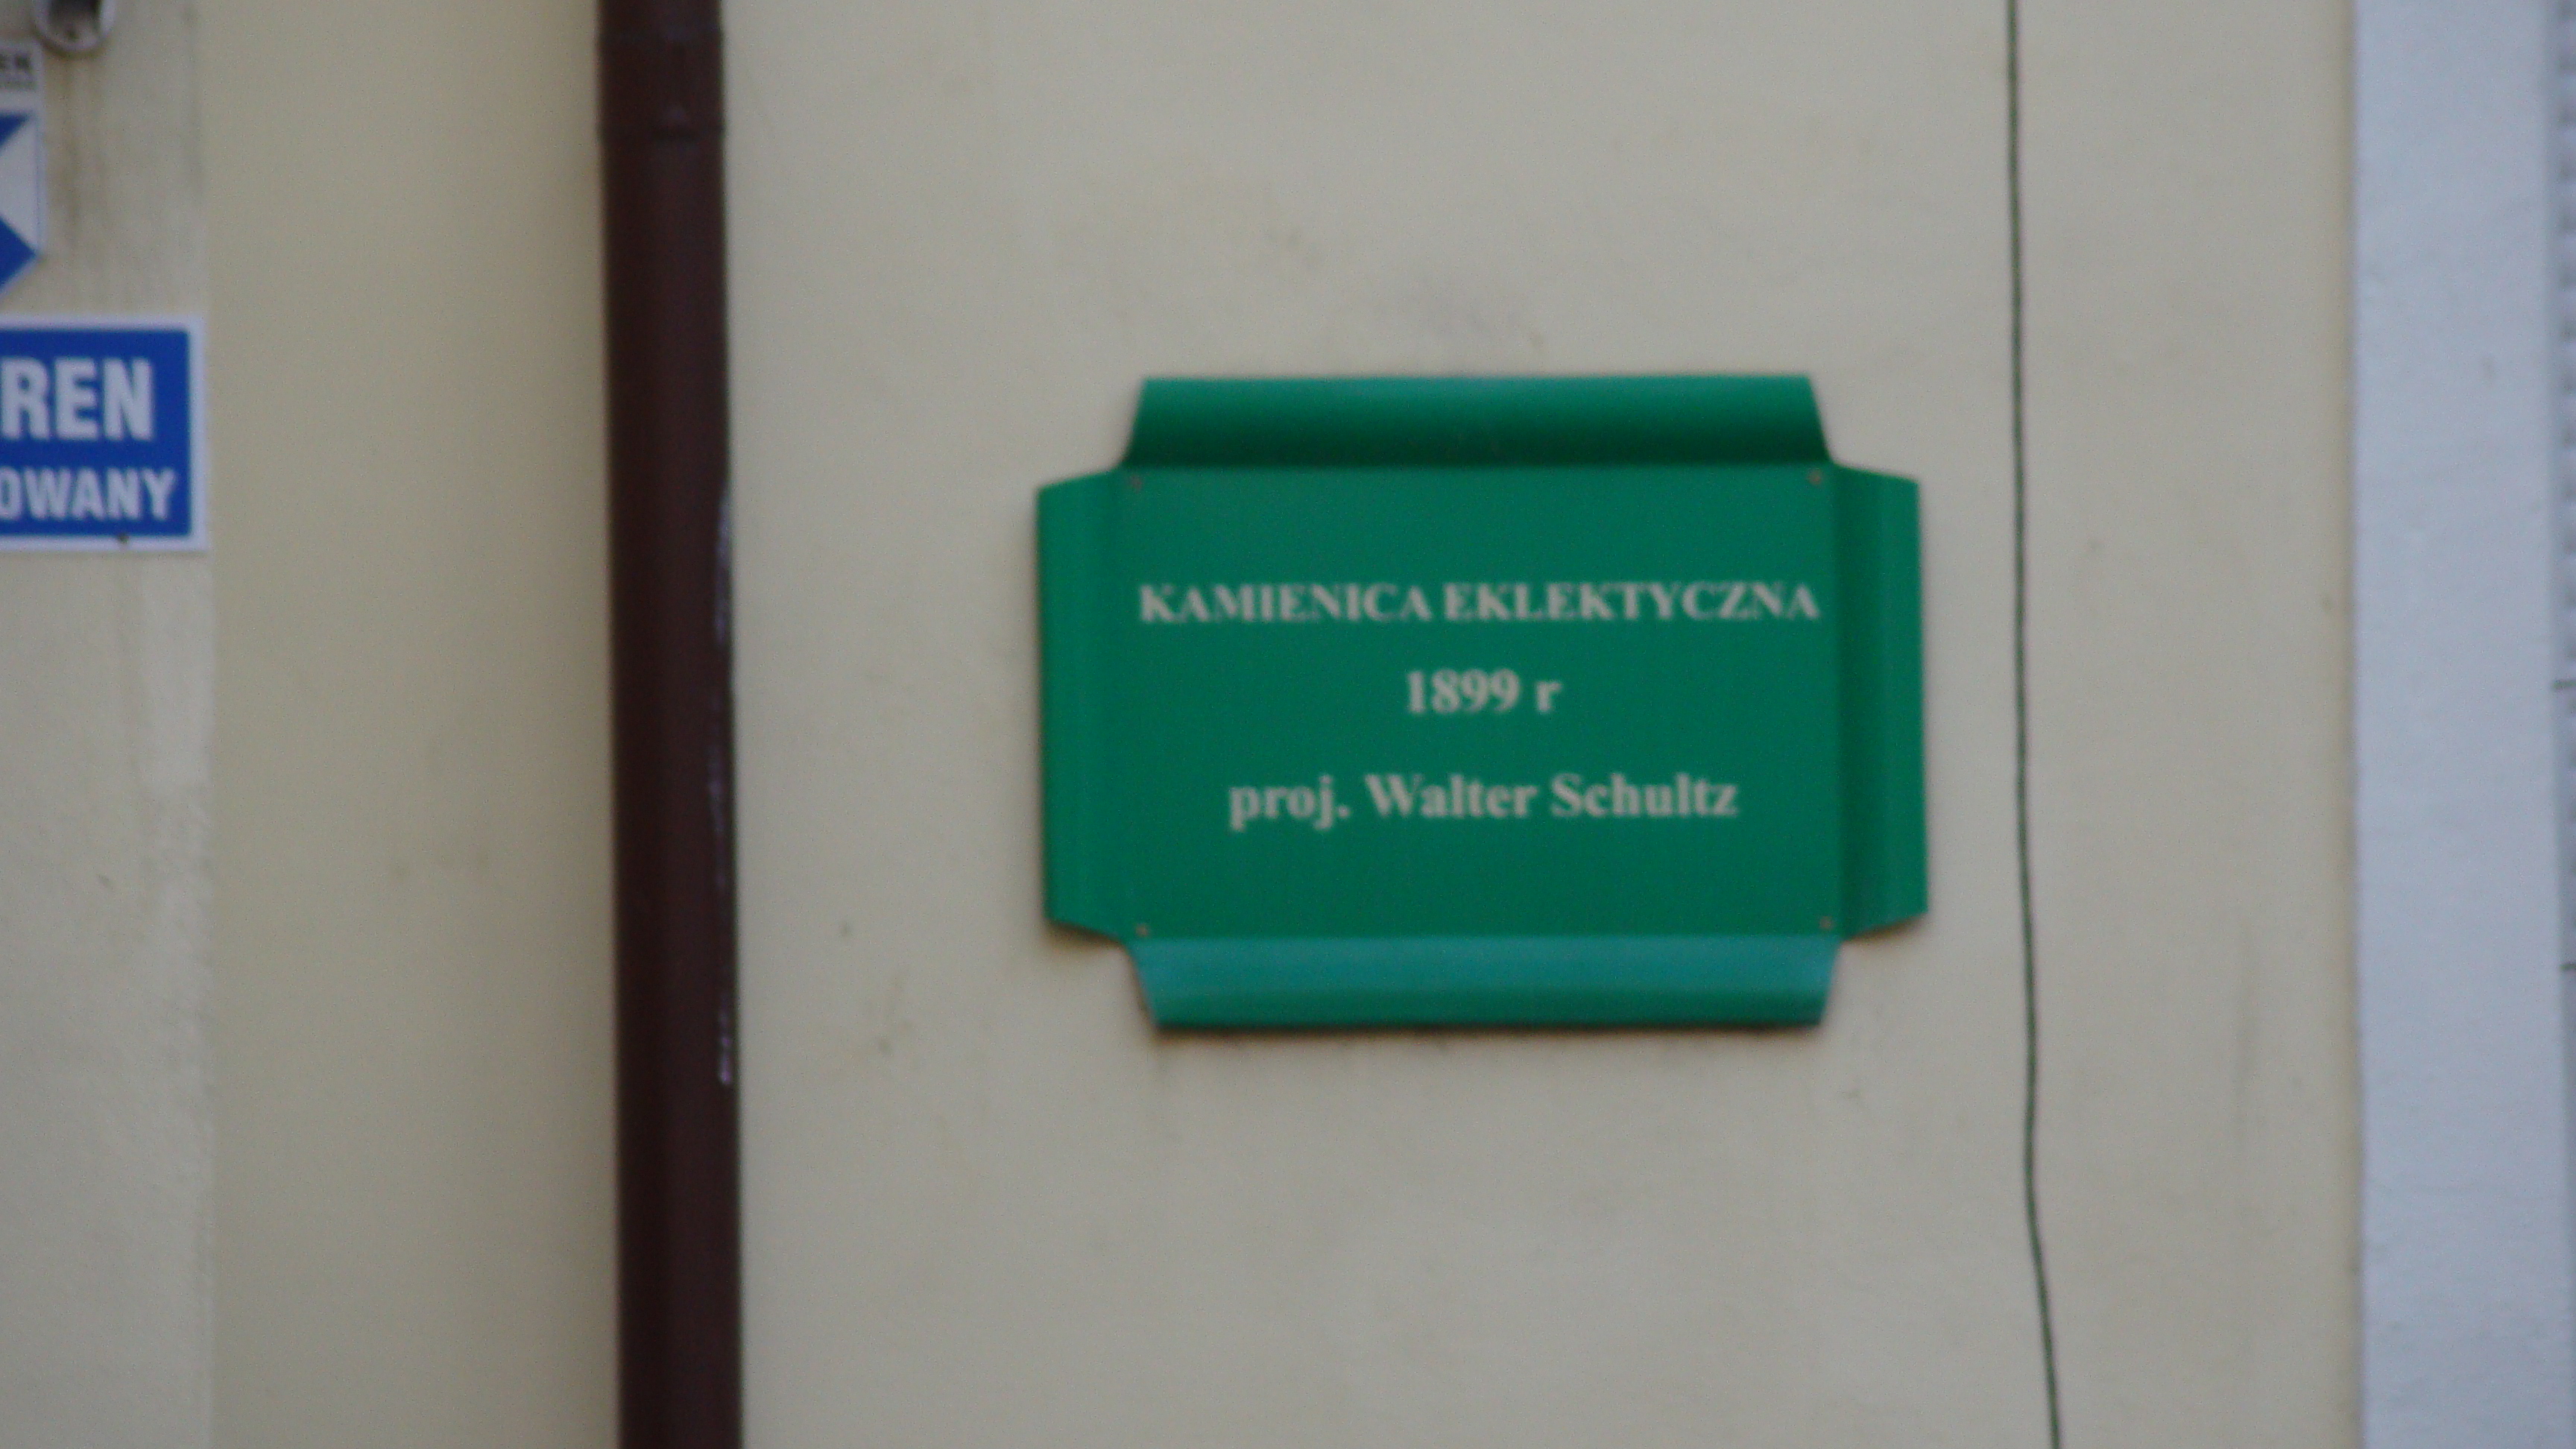 REN
OWANY
KAMIENICA EKLEKTYCZNA
1899 r
proj. Walter Schultz